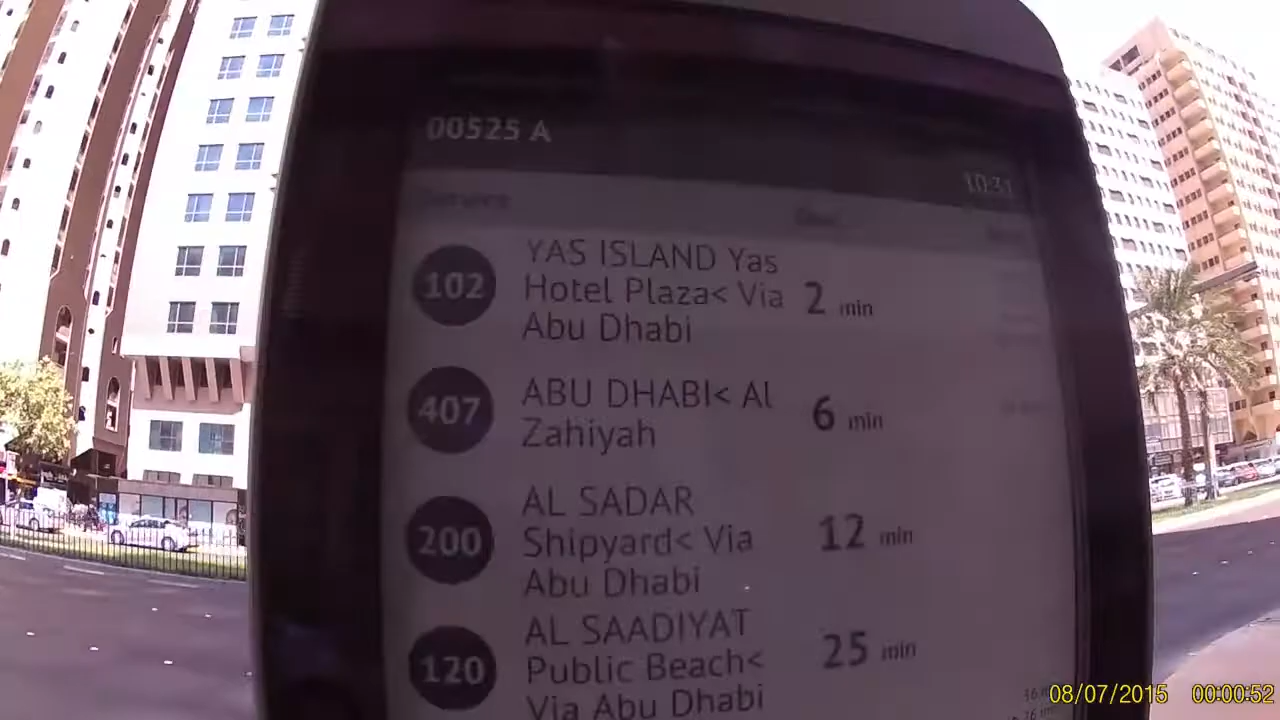 00525 A
10:31
102
YAS ISLAND Yas
Hotel Plaza< Via
Abu Dhabi
2 min
407
ABU DHABI< Al
Zahiyah
6 min
200
AL SADAR
Shipyard< Via
Abu Dhabi
12 min
120
AL SAADIYAT
Public Beach<
Via Abu Dhabi
25 min
08/07/2015 00:00:52